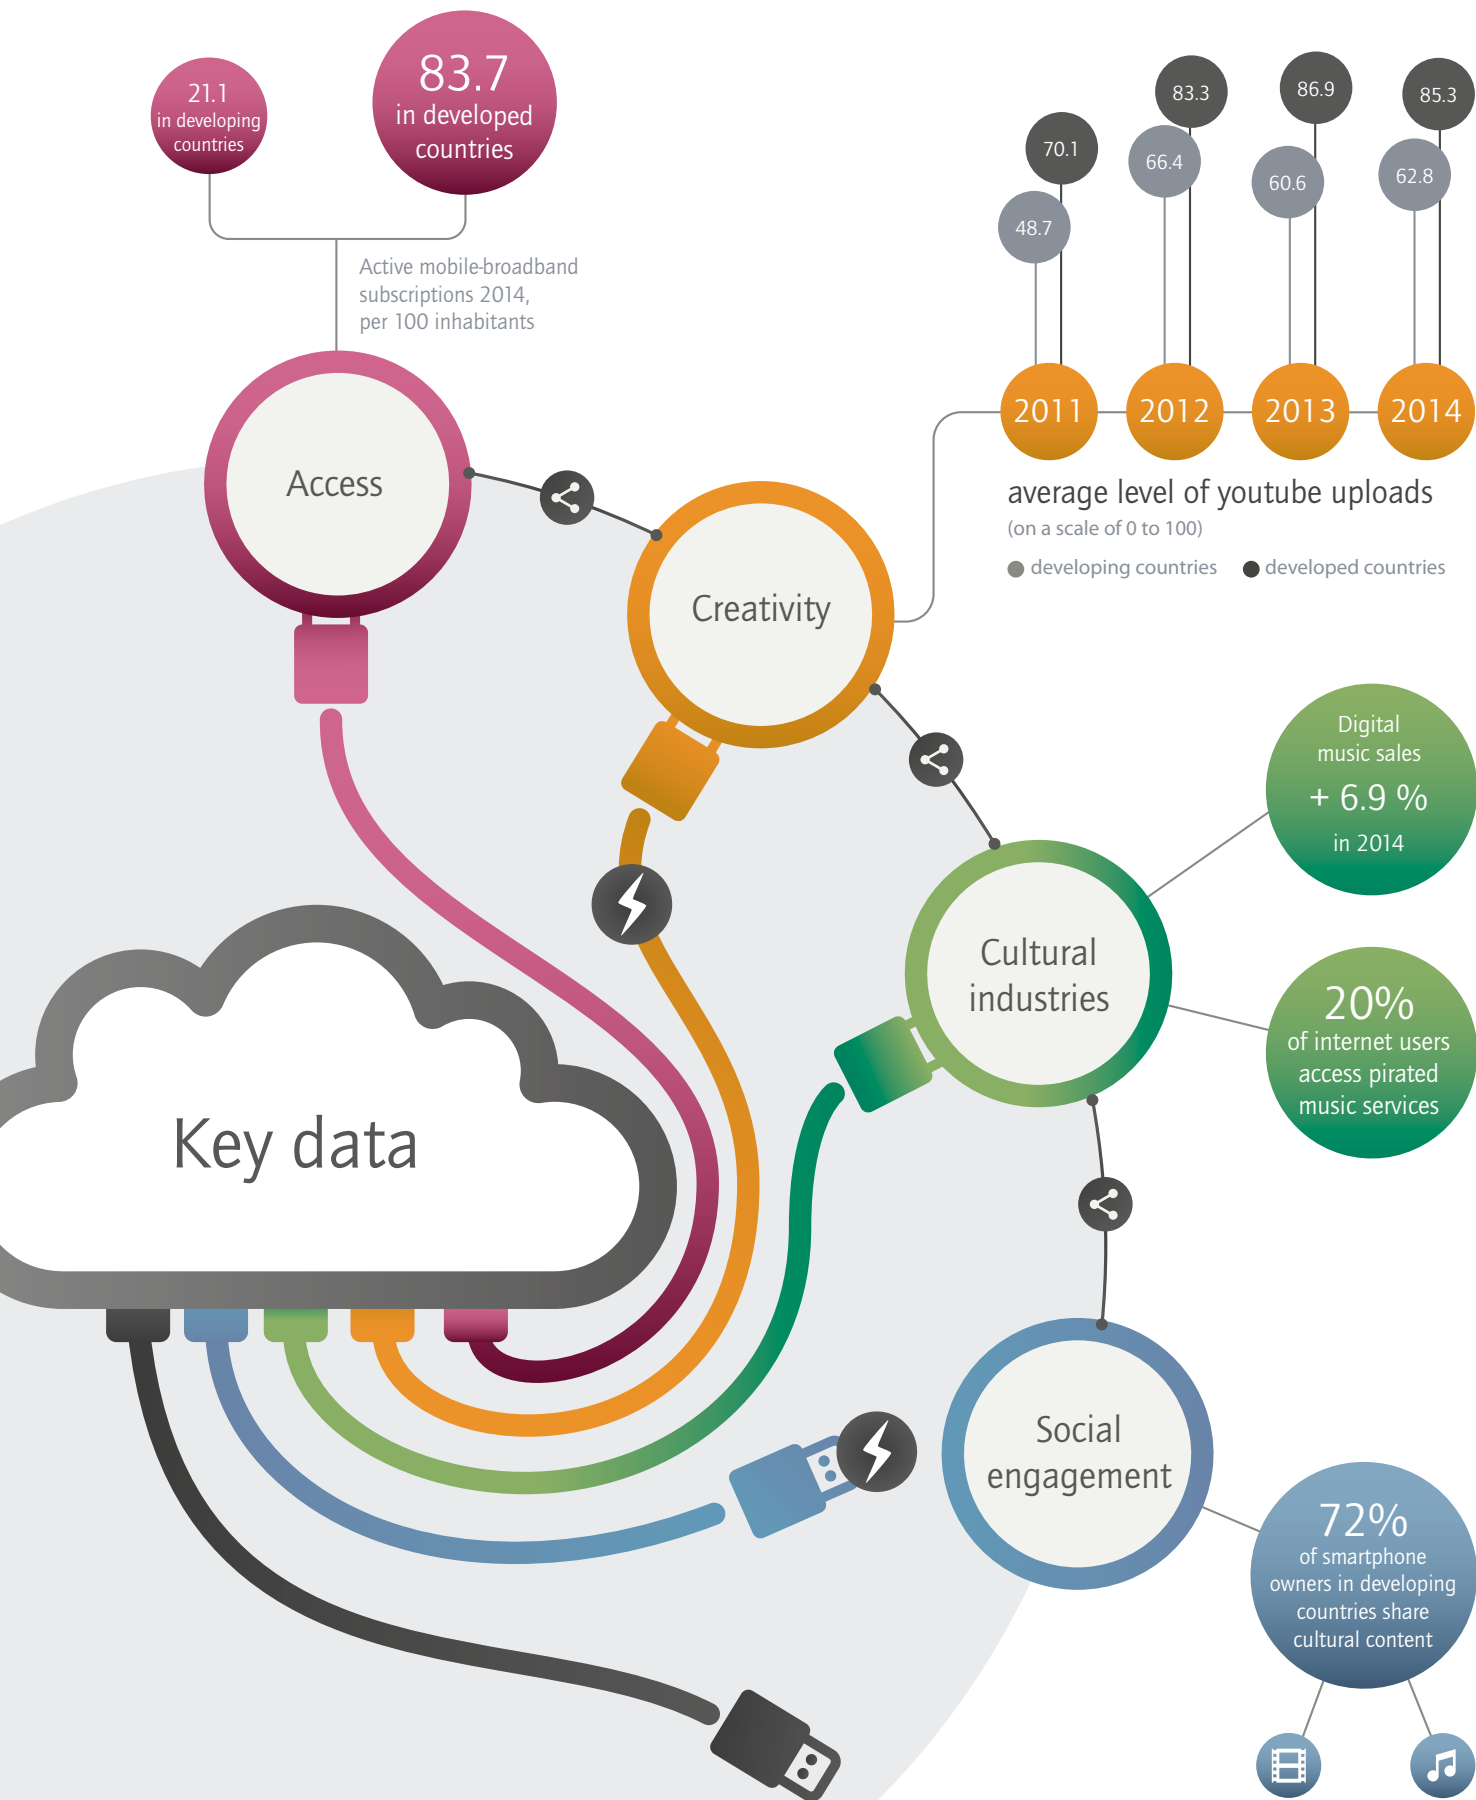 21.1
in developing
countries
83.7
in developed
countries
Active mobile-broadband
subscriptions 2014,
per 100 inhabitants
70.1
48.7
83.3
66.4
86.9
60.6
85.3
62.8
2011
2012
2013
2014
average level of youtube uploads
(on a scale of 0 to 100)
developing countries
developed countries
Access
Creativity
Digital
music sales
+ 6.9 %
in 2014
Cultural
industries
20%
of internet users
access pirated
music services
Key data
Social
engagement
72%
of smartphone
owners in developing
countries share
cultural content